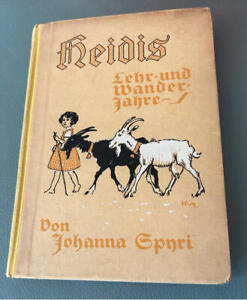 Heidis
Lehr- und
Wander-
Jahre
Von
Johanna Spyri